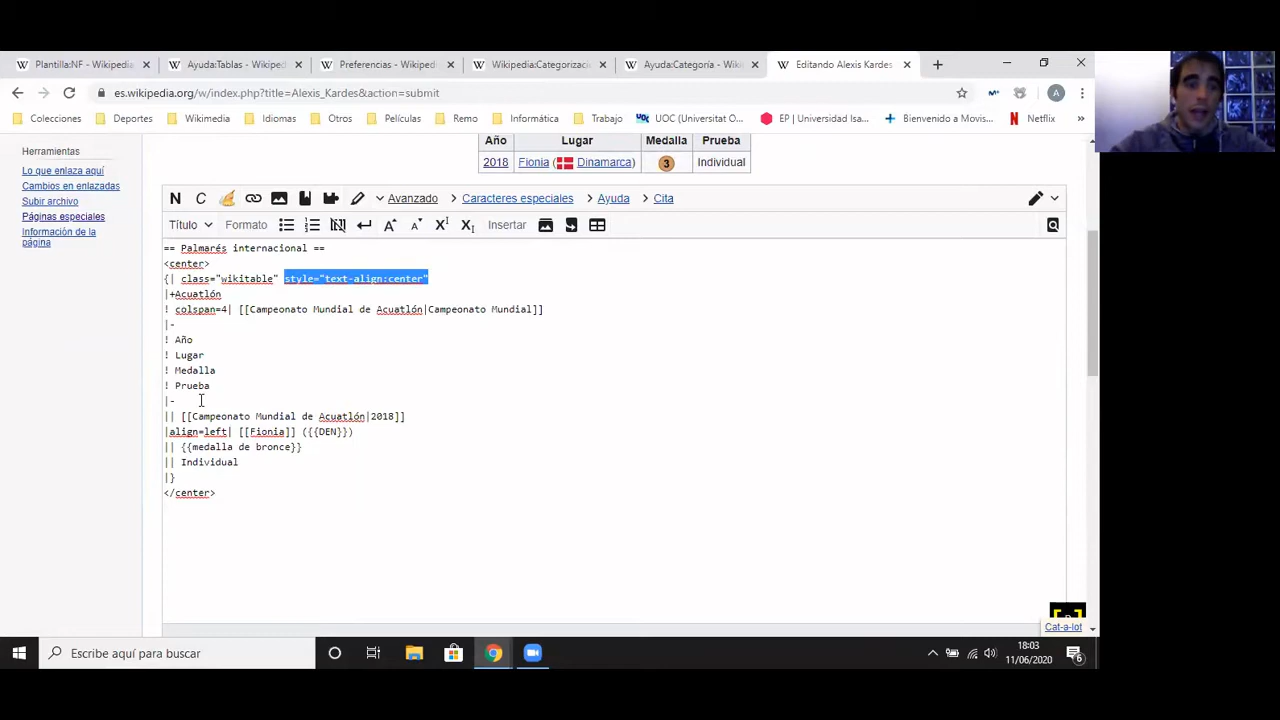 Plantilla:NF - Wikipedia
Ayuda:Tablas - Wikiped
Preferencias - Wikipedi
Wikipedia:Categorizaci
Ayuda:Categoría - Wiki
Editando Alexis Kardes
es.wikipedia.org/w/index.php?title=Alexis_Kardes&action=submit
A
Colecciones
Deportes
Wikimedia
Idiomas
Otros
Películas
Remo
Informática
Trabajo
UOC (Universitat O...
EP | Universidad Isa...
Bienvenido a Movis...
Netflix
»
Herramientas
Lo que enlaza aquí
Cambios en enlazadas
Subir archivo
Páginas especiales
Información de la
página
Año Lugar Medalla Prueba
2018 Fionia ( Dinamarca) 3 Individual
N C Avanzado Caracteres especiales Ayuda Cita
Título Formato Insertar
== Palmarés internacional ==
<center>
{| class="wikitable" style="text-align:center"
|+Acuatlón
! colspan=4| [[Campeonato Mundial de Acuatlón|Campeonato Mundial]]
|-
! Año
! Lugar
! Medalla
! Prueba
|-
|| [[Campeonato Mundial de Acuatlón|2018]]
|align=left| [[Fionia]] ({{DEN}})
|| {{medalla de bronce}}
|| Individual
|}
</center>
Cat-a-lot
Escribe aquí para buscar
18:03
11/06/2020
6